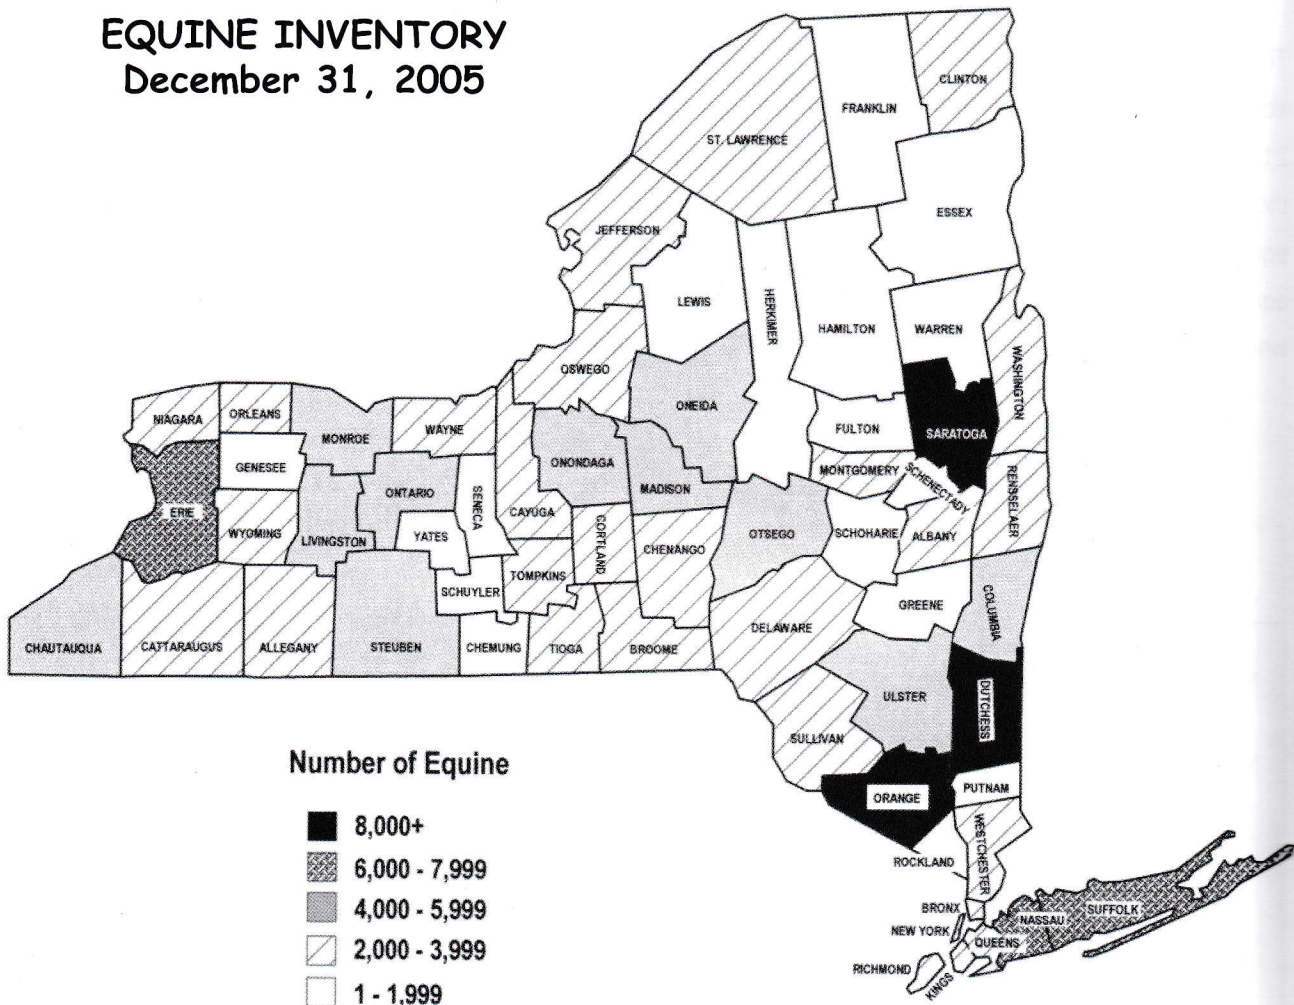 EQUINE INVENTORY
December 31, 2005
CLINTON
FRANKLIN
ST. LAWRENCE
ESSEX
JEFFERSON
LEWIS
HERKIMER
HAMILTON
WARREN
WASHINGTON
OSWEGO
ONEIDA
NIAGARA
ORLEANS
MONROE
WAYNE
FULTON
SARATOGA
GENESEE
ONONDAGA
MONTGOMERY
SCHENECTADY
RENSSELAER
ONTARIO
SENECA
MADISON
ERIE
WYOMING
LIVINGSTON
YATES
CAYUGA
CORTLAND
CHENANGO
OTSEGO
SCHOHARIE
ALBANY
TOMPKINS
SCHUYLER
GREENE
COLUMBIA
CHAUTAUQUA
CATTARAUGUS
ALLEGANY
STEUBEN
CHEMUNG
TIOGA
BROOME
DELAWARE
ULSTER
DUTCHESS
SULLIVAN
ORANGE
PUTNAM
WESTCHESTER
ROCKLAND
BRONX
NEW YORK
QUEENS
NASSAU
SUFFOLK
RICHMOND
KINGS
Number of Equine
8,000+
6,000 - 7,999
4,000 - 5,999
2,000 - 3,999
1 - 1,999